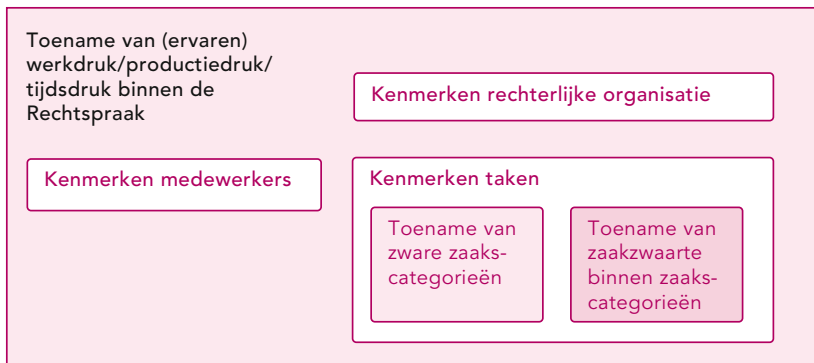 Toename van (ervaren)
werkdruk/productiedruk/
tijdsdruk binnen de
Rechtspraak
Kenmerken rechterlijke organisatie
Kenmerken medewerkers
Kenmerken taken
Toename van
zware zaaks-
categorieën
Toename van
zaakzwaarte
binnen zaaks-
categorieën